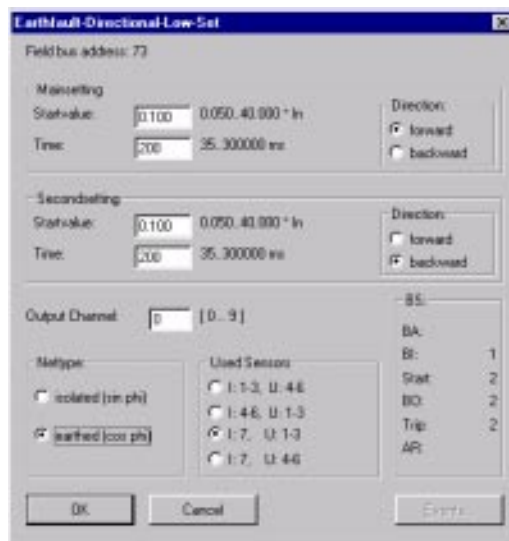 Earthfault-Directional-Low-Set
Field bus address: 73
Mainsetting
Startvalue: 0.100 0.050..40.000 * In
Time: 200 35..300000 ms
Direction:
forward
backward
Secondsetting
Startvalue: 0.100 0.050..40.000 * In
Time: 200 35..300000 ms
Direction:
forward
backward
Output Channel: 0 [0...9]
Nettype:
isolated (sin phi)
earthed (cos phi)
Used Sensors
I: 1-3, U: 4-6
I: 4-6, U: 1-3
I: 7, U: 1-3
I: 7, U: 4-6
BS:
BA:
BI: 1
Start: 2
BO: 2
Trip: 2
AR:
OK
Cancel
Events...